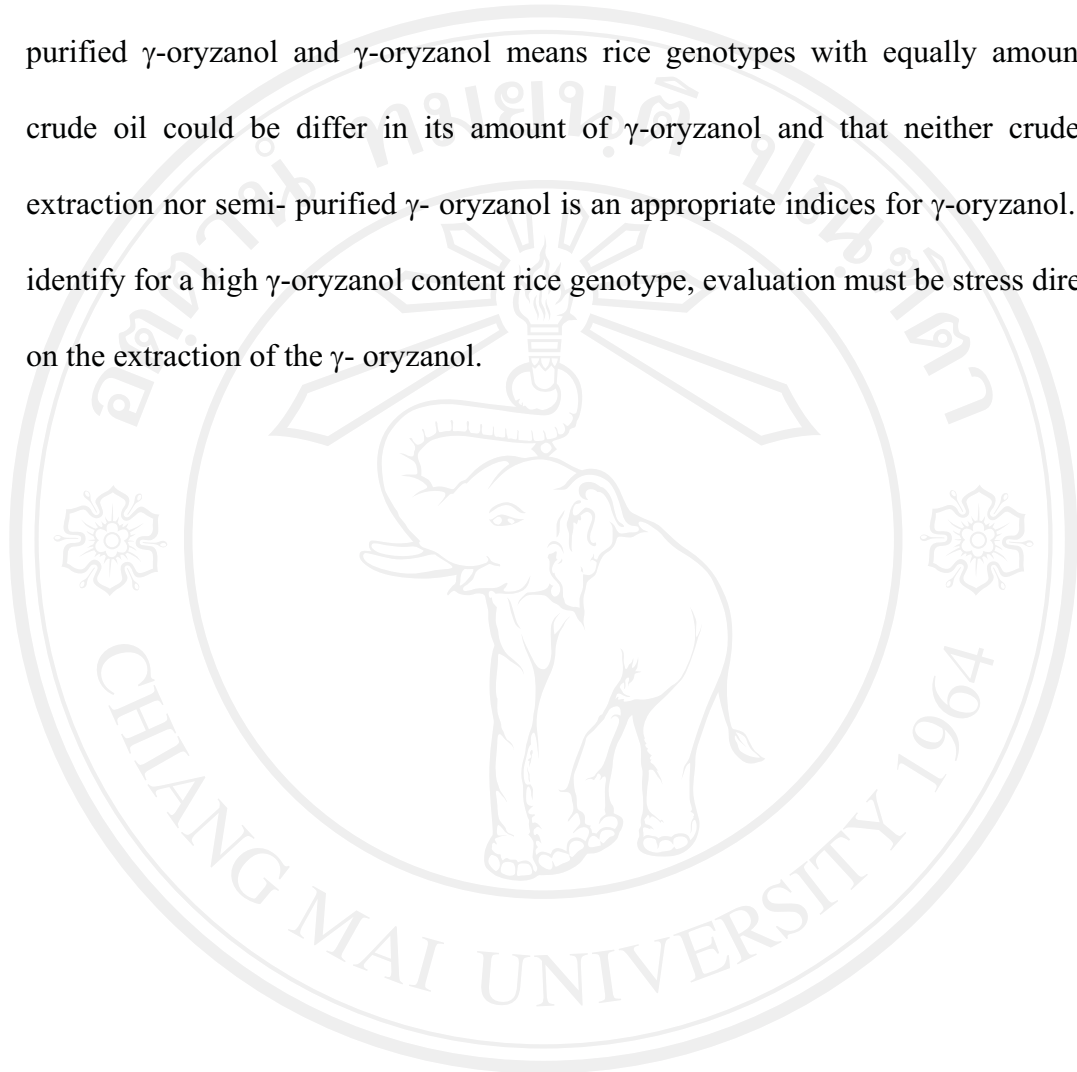 purified γ-oryzanol and γ-oryzanol means rice genotypes with equally amoun
crude oil could be differ in its amount of γ-oryzanol and that neither crude
extraction nor semi- purified γ- oryzanol is an appropriate indices for γ-oryzanol.
identify for a high γ-oryzanol content rice genotype, evaluation must be stress dire
on the extraction of the γ- oryzanol.
CHIANG MAI UNIVERSITY 1964